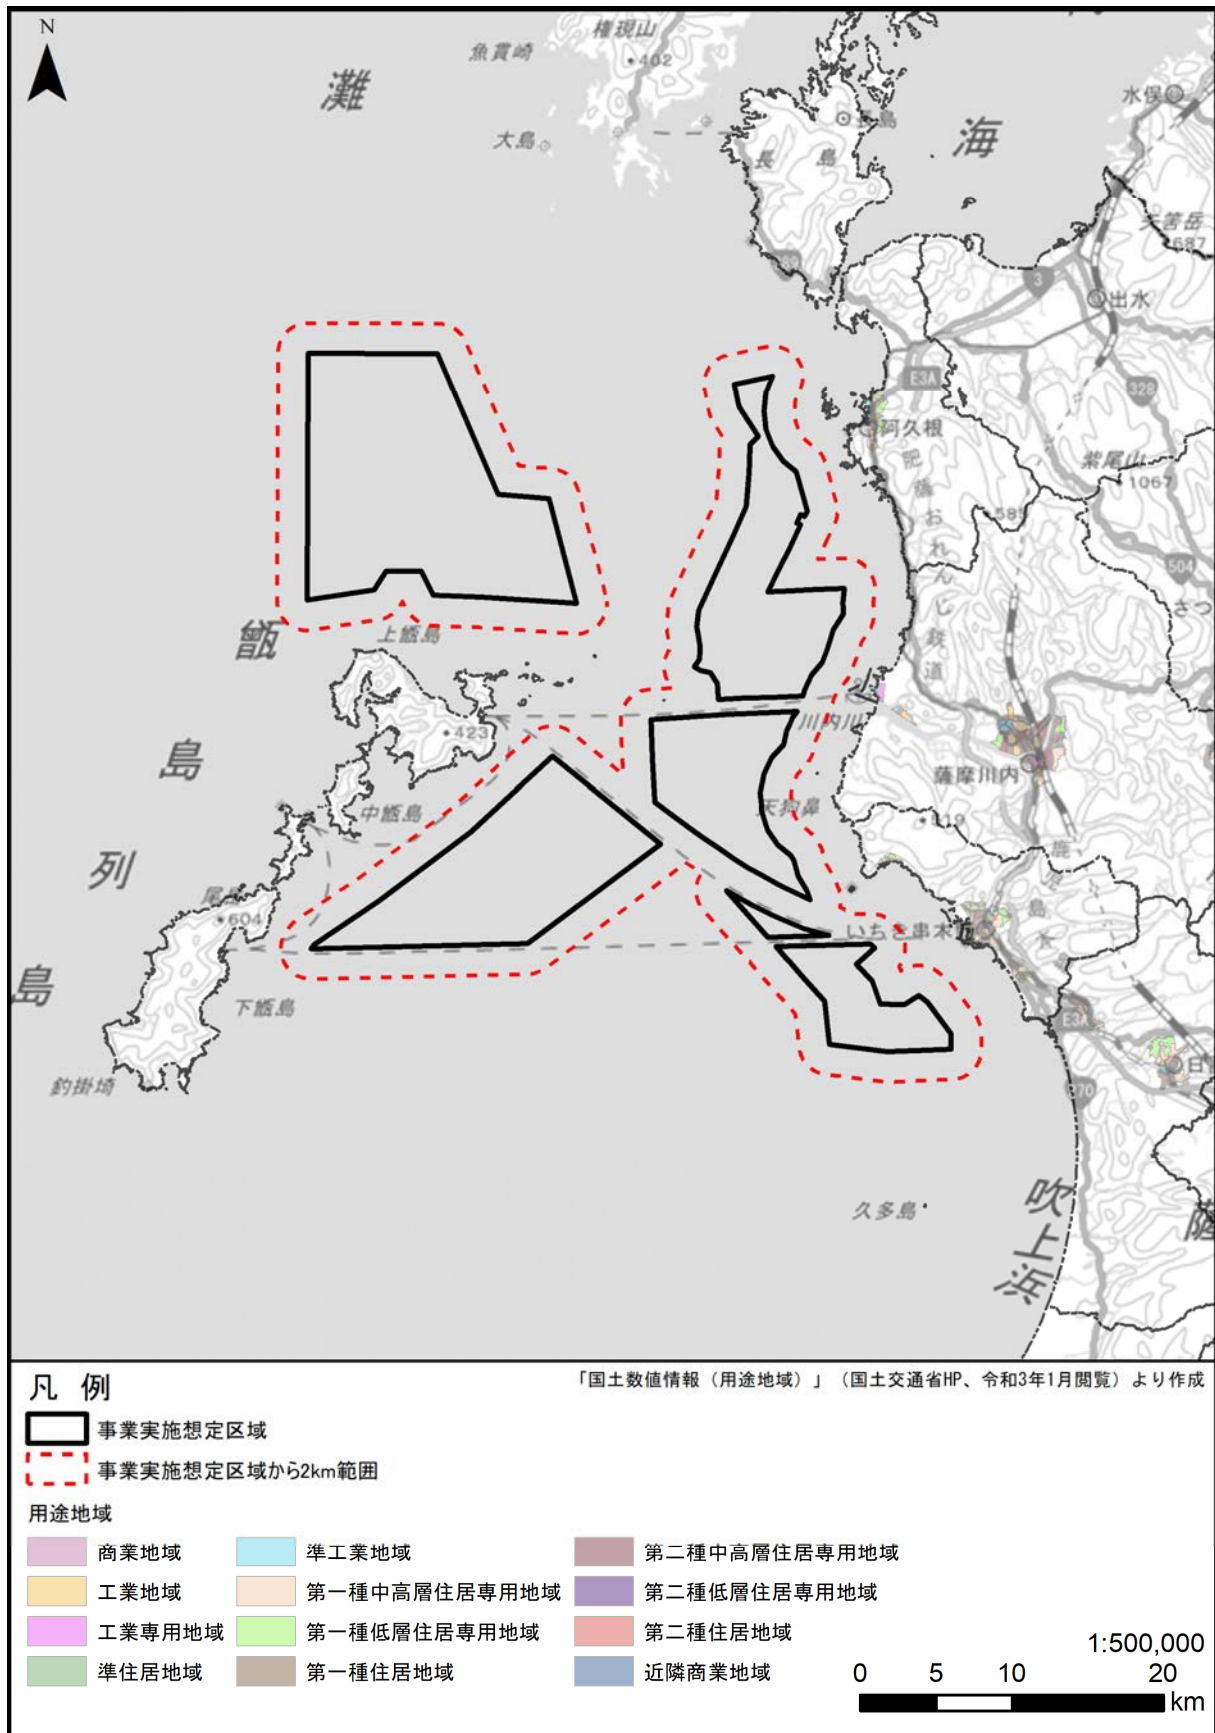 N
権現山
・402
魚貫崎
灘
水俣
大島
長島
海
長島
矢筈岳
687
3
出水
E3A
328
阿久根
紫尾山
・1067
肥薩おれんじ鉄道
・585
504
さつ
甑
上甑島
・423
川内川
島
薩摩川内
中甑島
天狗鼻
・519
列
鹿
尾岳
・604
島
いちき串木
島
下甑島
E3A
日
釣掛埼
270
久多島
吹上浜
薩
凡 例
「国土数値情報(用途地域)」(国土交通省HP、令和3年1月閲覧)より作成
事業実施想定区域
事業実施想定区域から2km範囲
用途地域
商業地域 準工業地域 第二種中高層住居専用地域
工業地域 第一種中高層住居専用地域 第二種低層住居専用地域
工業専用地域 第一種低層住居専用地域 第二種住居地域
準住居地域 第一種住居地域 近隣商業地域
1:500,000
0 5 10 20
km